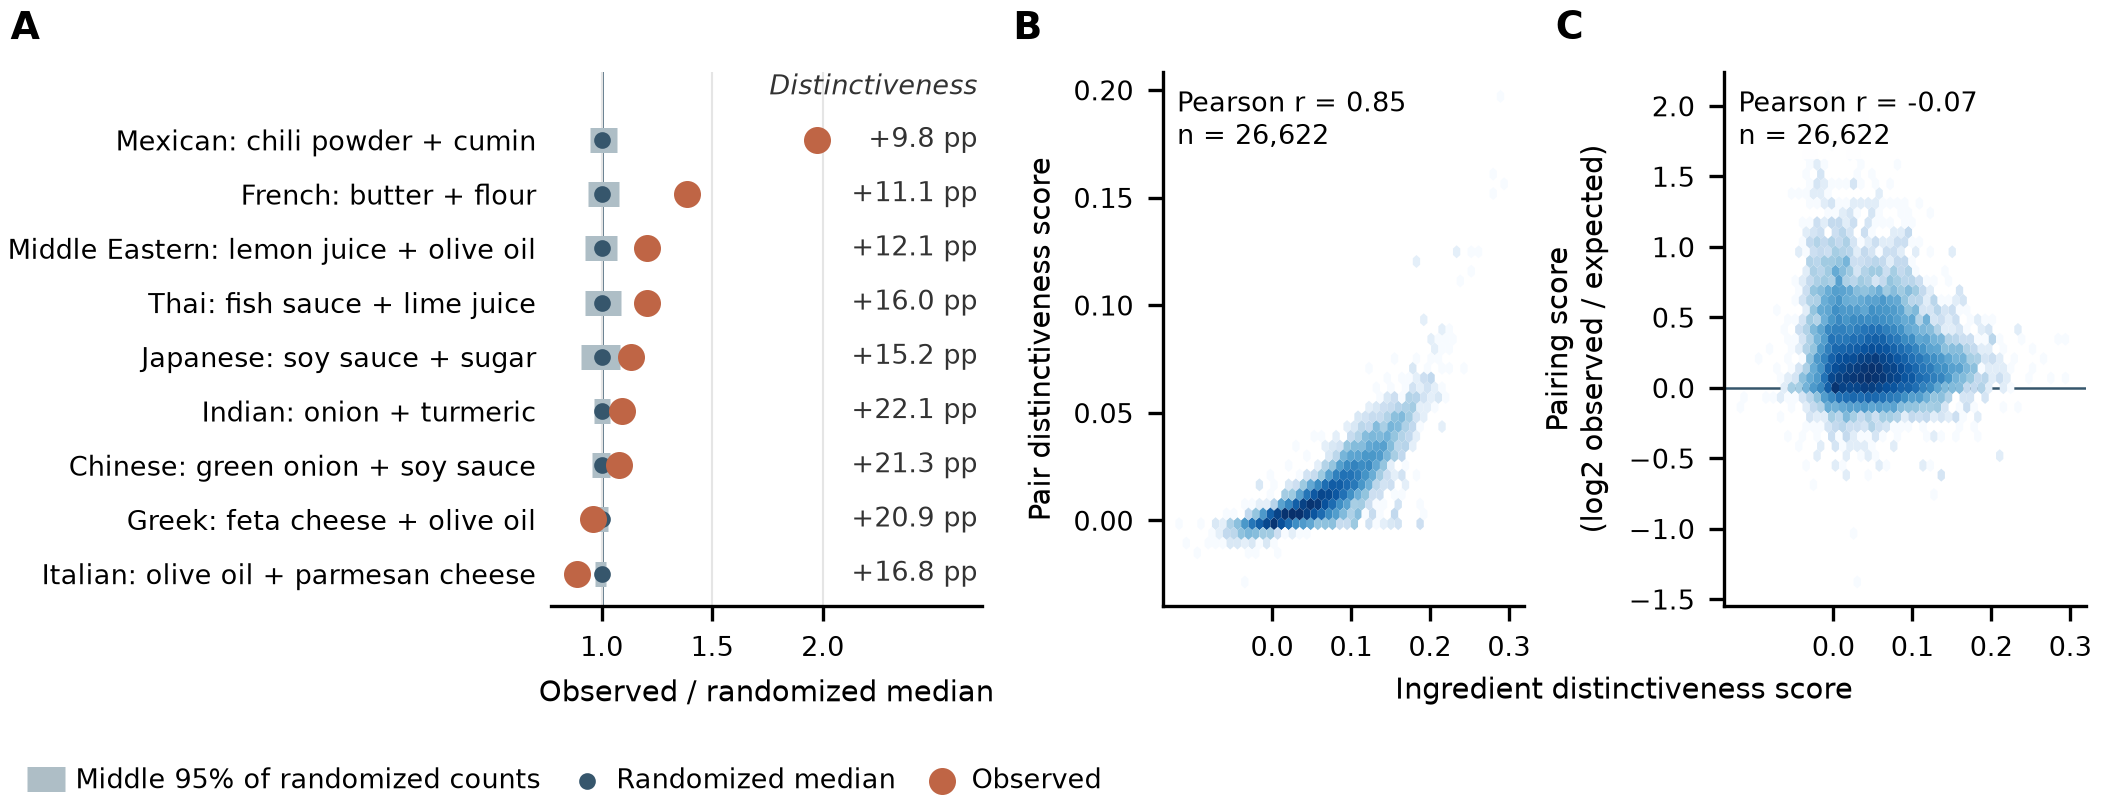 A
Distinctiveness
Mexican: chili powder + cumin
+9.8 pp
French: butter + flour
+11.1 pp
Middle Eastern: lemon juice + olive oil
+12.1 pp
Thai: fish sauce + lime juice
+16.0 pp
Japanese: soy sauce + sugar
+15.2 pp
Indian: onion + turmeric
+22.1 pp
Chinese: green onion + soy sauce
+21.3 pp
Greek: feta cheese + olive oil
+20.9 pp
Italian: olive oil + parmesan cheese
+16.8 pp
1.0 1.5 2.0
Observed / randomized median
Middle 95% of randomized counts
Randomized median
Observed
B
Pearson r = 0.85
n = 26,622
Pair distinctiveness score
0.20
0.15
0.10
0.05
0.00
0.0 0.1 0.2 0.3
C
Pearson r = -0.07
n = 26,622
Pairing score
(log2 observed / expected)
2.0
1.5
1.0
0.5
0.0
−0.5
−1.0
−1.5
0.0 0.1 0.2 0.3
Ingredient distinctiveness score